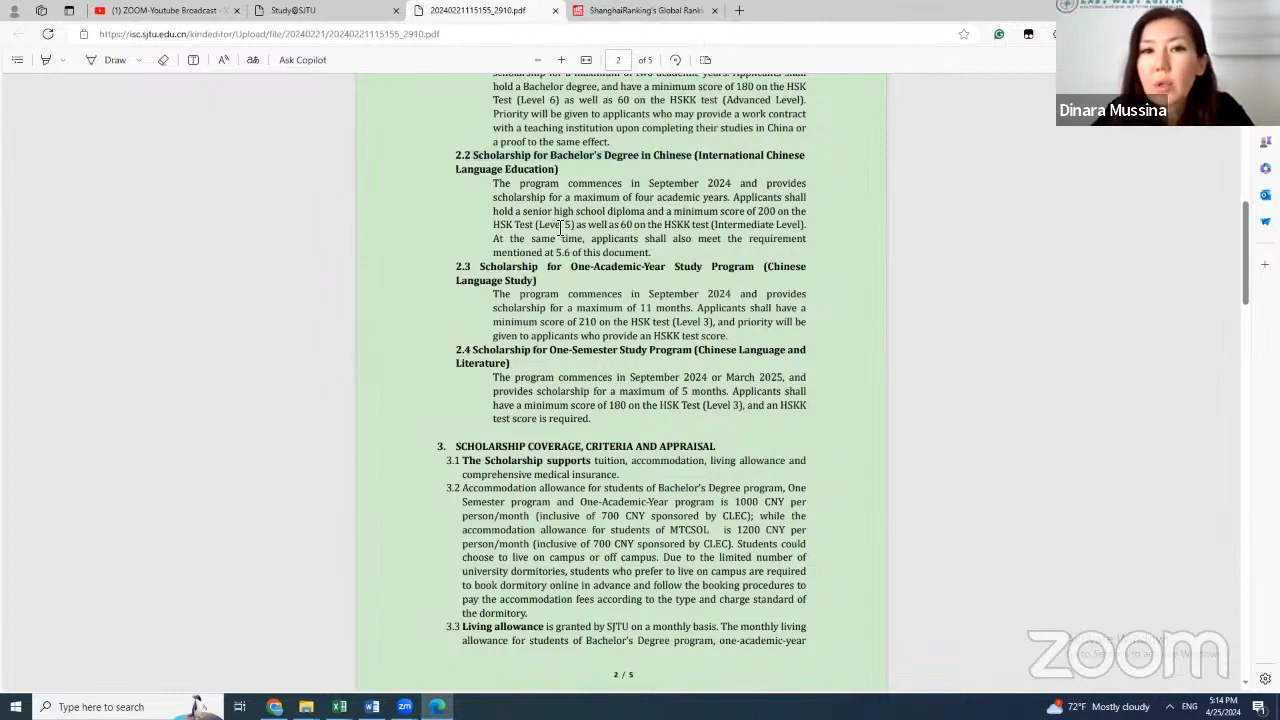 (1) ZOOM-Youtube Broadcast -
Study@SJTU
20240221115155_2910.pdf
ShanghaiRanking's Global Rankin
https://isc.sjtu.edu.cn/kindeditor/Upload/file/20240221/20240221115155_2910.pdf
Draw
Ask Copilot
2 of 5
Dinara Mussina
hold a Bachelor degree, and have a minimum score of 180 on the HSK
Test (Level 6) as well as 60 on the HSKK test (Advanced Level).
Priority will be given to applicants who may provide a work contract
with a teaching institution upon completing their studies in China or
a proof to the same effect.
2.2 Scholarship for Bachelor's Degree in Chinese (International Chinese
Language Education)
The program commences in September 2024 and provides
scholarship for a maximum of four academic years. Applicants shall
hold a senior high school diploma and a minimum score of 200 on the
HSK Test (Level 5) as well as 60 on the HSKK test (Intermediate Level).
At the same time, applicants shall also meet the requirement
mentioned at 5.6 of this document.
2.3 Scholarship for One-Academic-Year Study Program (Chinese
Language Study)
The program commences in September 2024 and provides
scholarship for a maximum of 11 months. Applicants shall have a
minimum score of 210 on the HSK test (Level 3), and priority will be
given to applicants who provide an HSKK test score.
2.4 Scholarship for One-Semester Study Program (Chinese Language and
Literature)
The program commences in September 2024 or March 2025, and
provides scholarship for a maximum of 5 months. Applicants shall
have a minimum score of 180 on the HSK Test (Level 3), and an HSKK
test score is required.
3. SCHOLARSHIP COVERAGE, CRITERIA AND APPRAISAL
3.1 The Scholarship supports tuition, accommodation, living allowance and
comprehensive medical insurance.
3.2 Accommodation allowance for students of Bachelor's Degree program, One
Semester program and One-Academic-Year program is 1000 CNY per
person/month (inclusive of 700 CNY sponsored by CLEC); while the
accommodation allowance for students of MTCSOL is 1200 CNY per
person/month (inclusive of 700 CNY sponsored by CLEC). Students could
choose to live on campus or off campus. Due to the limited number of
university dormitories, students who prefer to live on campus are required
to book dormitory online in advance and follow the booking procedures to
pay the accommodation fees according to the type and charge standard of
the dormitory.
3.3 Living allowance is granted by SJTU on a monthly basis. The monthly living
allowance for students of Bachelor's Degree program, one-academic-year
2 / 5
zoom
Type here to search
72°F Mostly cloudy
ENG
5:14 PM
4/25/2024